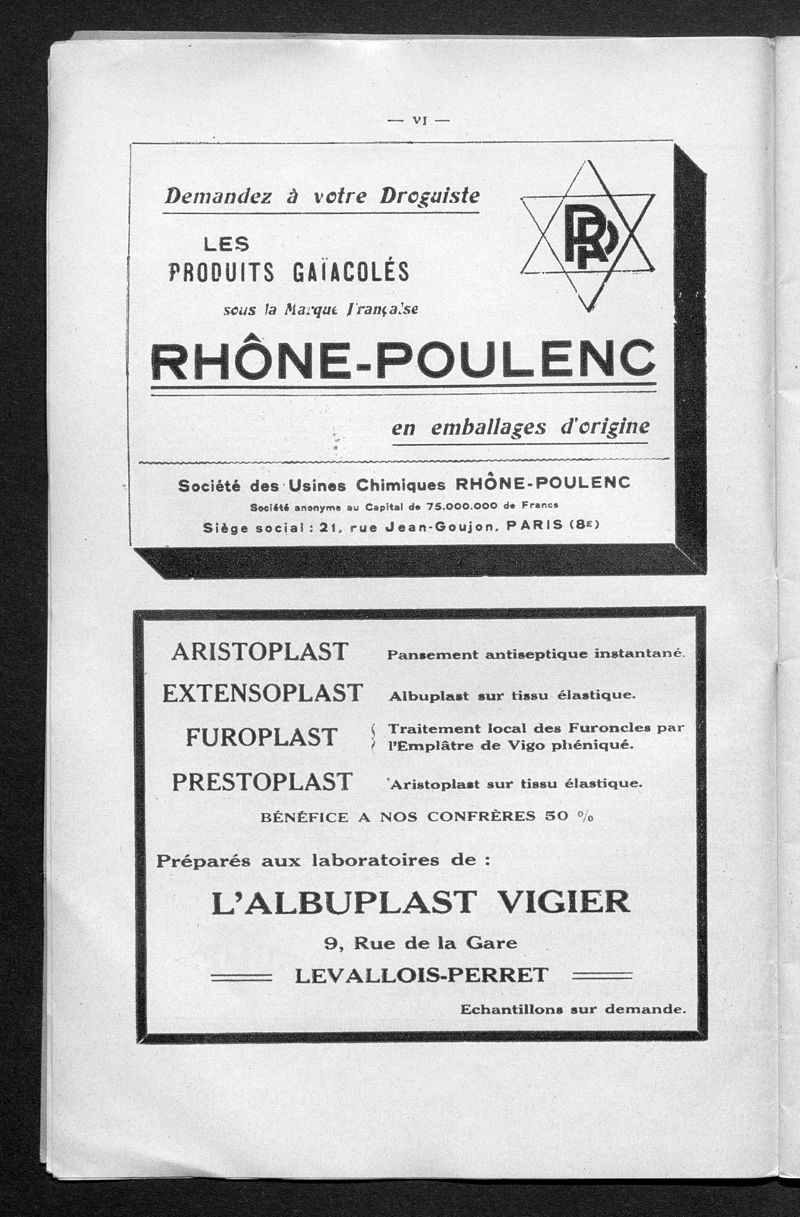 — VI —
Demandez à votre Droguiste
RP
LES
PRODUITS GAÏACOLÉS
sous la Marque Française
RHÔNE-POULENC
en emballages d'origine
Société des Usines Chimiques RHÔNE-POULENC
Société anonyme au Capital de 75.000.000 de Francs
Siège social : 21, rue Jean-Goujon, PARIS (8E)
ARISTOPLAST Pansement antiseptique instantané.
EXTENSOPLAST Albuplast sur tissu élastique.
FUROPLAST { Traitement local des Furoncles par
l'Emplâtre de Vigo phéniqué.
PRESTOPLAST Aristoplast sur tissu élastique.
BÉNÉFICE A NOS CONFRÈRES 50 %
Préparés aux laboratoires de :
L'ALBUPLAST VIGIER
9, Rue de la Gare
LEVALLOIS-PERRET
Echantillons sur demande.